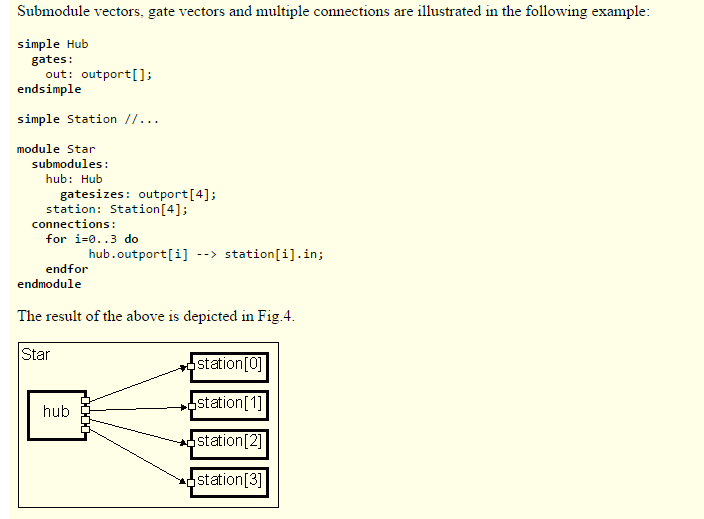 Submodule vectors, gate vectors and multiple connections are illustrated in the following example:
simple Hub
gates:
out: outport[];
endsimple
simple Station //...
module Star
submodules:
hub: Hub
gatesizes: outport[4];
station: Station[4];
connections:
for i=0..3 do
hub.outport[i] --> station[i].in;
endfor
endmodule
The result of the above is depicted in Fig.4.
Star
station[0]
hub
station[1]
station[2]
station[3]